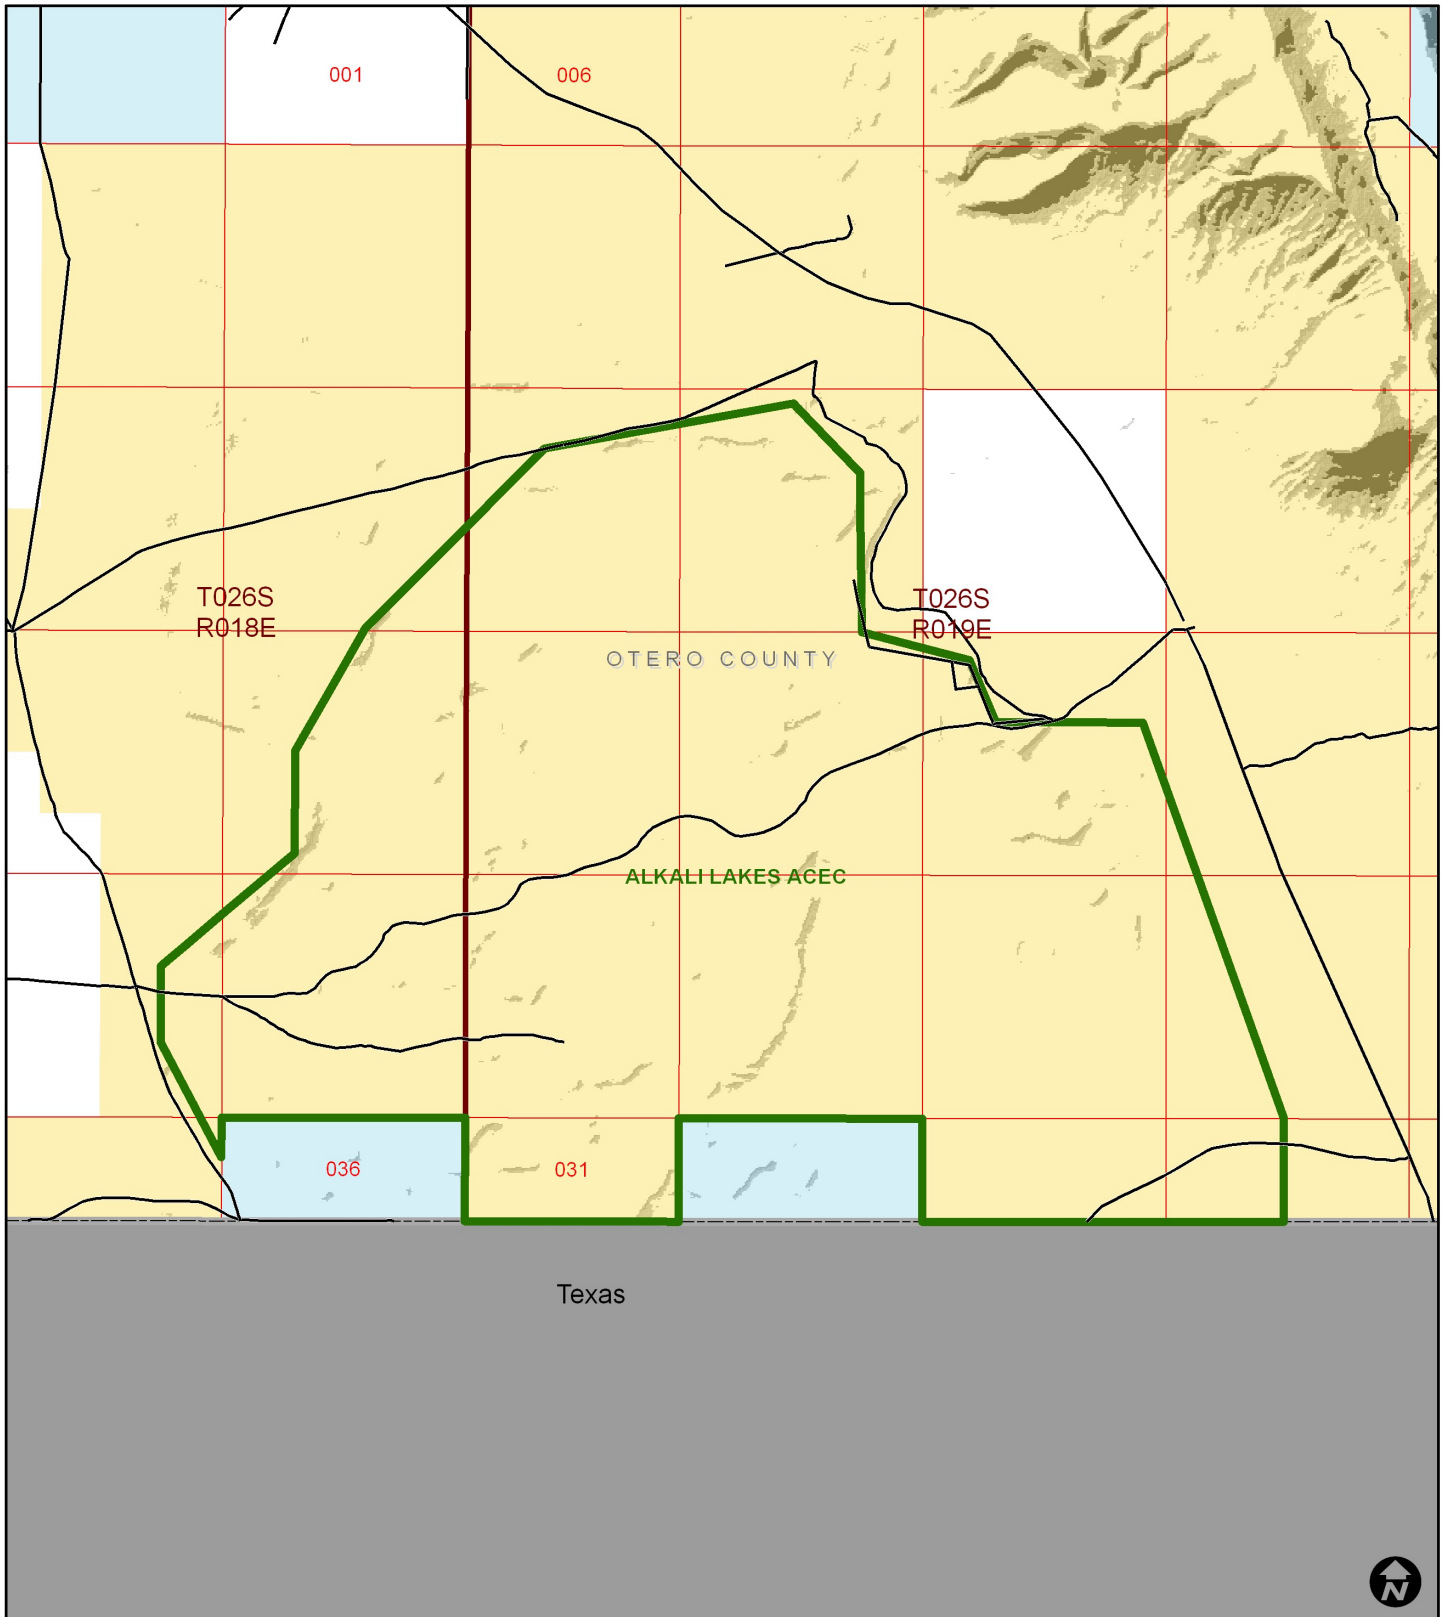 001
006
T026S
R018E
T026S
R019E
OTERO COUNTY
ALKALI LAKES ACEC
036
031
Texas
N